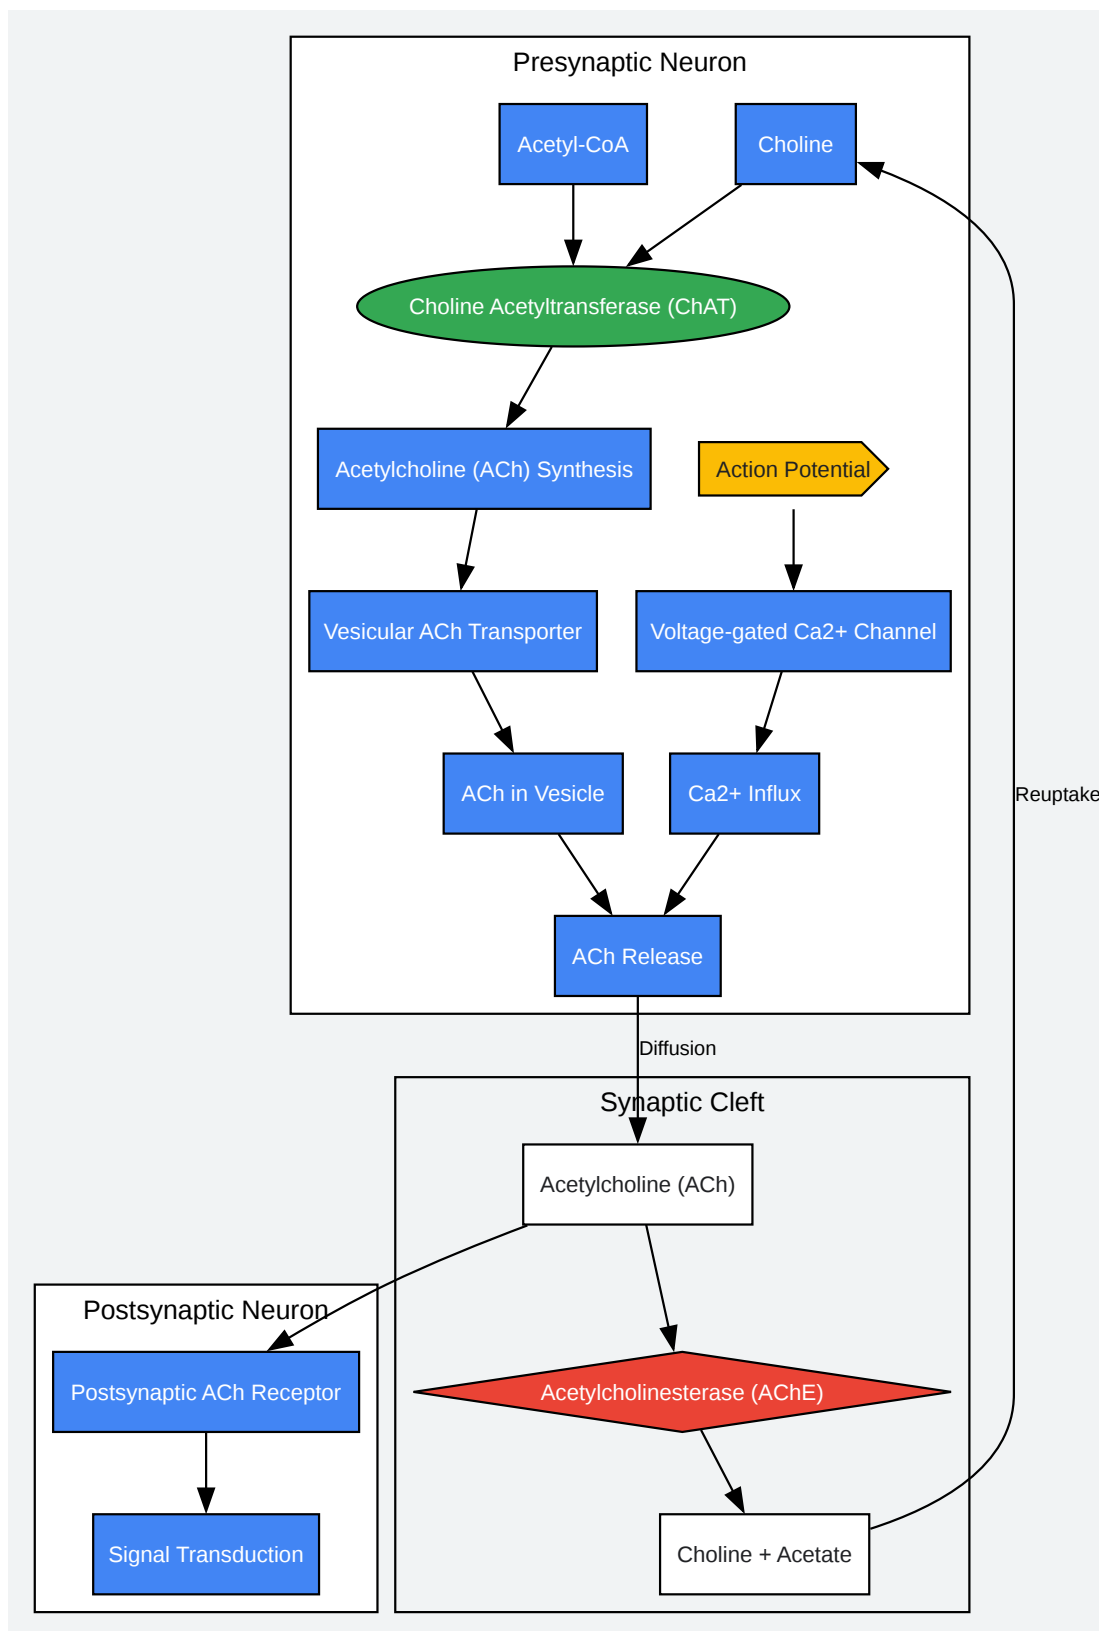 Presynaptic Neuron
Acetyl-CoA
Choline
Choline Acetyltransferase (ChAT)
Acetylcholine (ACh) Synthesis
Action Potential
Vesicular ACh Transporter
Voltage-gated Ca2+ Channel
ACh in Vesicle
Ca2+ Influx
Reuptake
ACh Release
Diffusion
Synaptic Cleft
Acetylcholine (ACh)
Postsynaptic Neuron
Postsynaptic ACh Receptor
Acetylcholinesterase (AChE)
Signal Transduction
Choline + Acetate